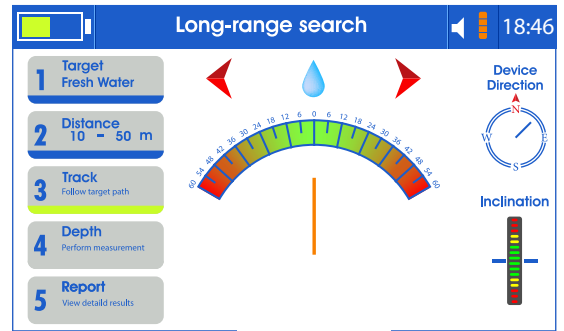 Long-range search
18:46
1 Target
Fresh Water
2 Distance
10 - 50 m
3 Track
Follow target path
4 Depth
Perform measurement
5 Report
View detaild results
60 54 48 42 36 30 24 18 12 6 0 6 12 18 24 30 36 42 48 54 60
Device
Direction
N
W E
S
Inclination